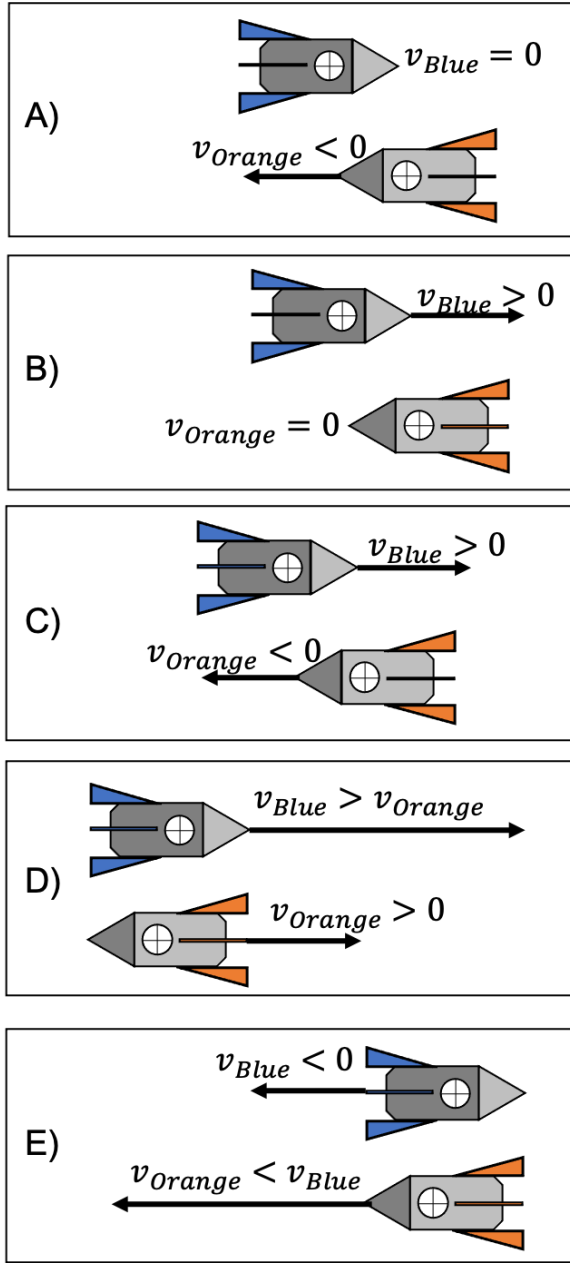 A)
v_Blue = 0
v_Orange < 0
B)
v_Blue > 0
v_Orange = 0
C)
v_Blue > 0
v_Orange < 0
D)
v_Blue > v_Orange
v_Orange > 0
E)
v_Blue < 0
v_Orange < v_Blue